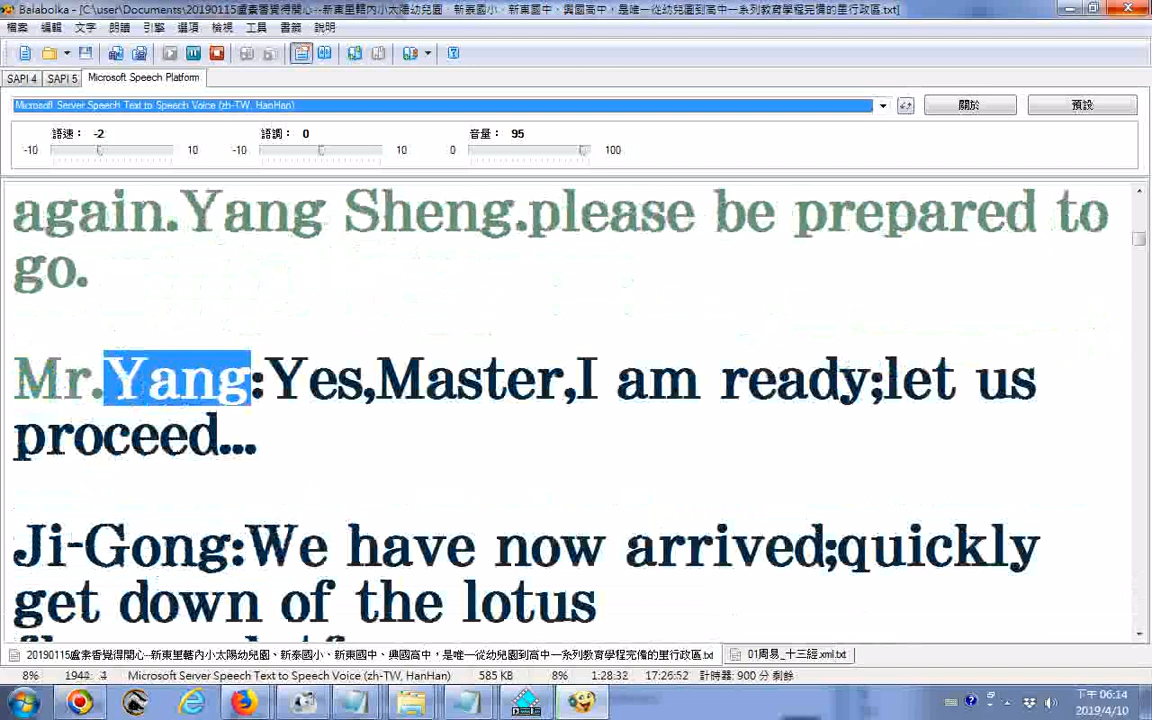 Balabolka - [C:\user\Documents\20190115盧素香覺得開心--新東里轄內小太陽幼兒園、新泰國小、新東國中、興國高中，是唯一從幼兒園到高中一系列教育學程完備的里行政區.txt]
檔案 編輯 文字 朗讀 引擎 選項 檢視 工具 書籤 說明
SAPI 4 SAPI 5 Microsoft Speech Platform
Microsoft Server Speech Text to Speech Voice (zh-TW, HanHan) 關於 預設
語速： -2 語調： 0 音量： 95
-10 10 -10 10 0 100
again.Yang Sheng.please be prepared to
go.
Mr.Yang:Yes,Master,I am ready;let us
proceed...
Ji-Gong:We have now arrived;quickly
get down of the lotus
20190115盧素香覺得開心--新東里轄內小太陽幼兒園、新泰國小、新東國中、興國高中，是唯一從幼兒園到高中一系列教育學程完備的里行政區.txt 01周易_十三經.xml.txt
8% 1944: 4 Microsoft Server Speech Text to Speech Voice (zh-TW, HanHan) 585 KB 8% 1:28:32 17:26:52 計時器: 900 分 剩餘
下午 06:14
2019/4/10